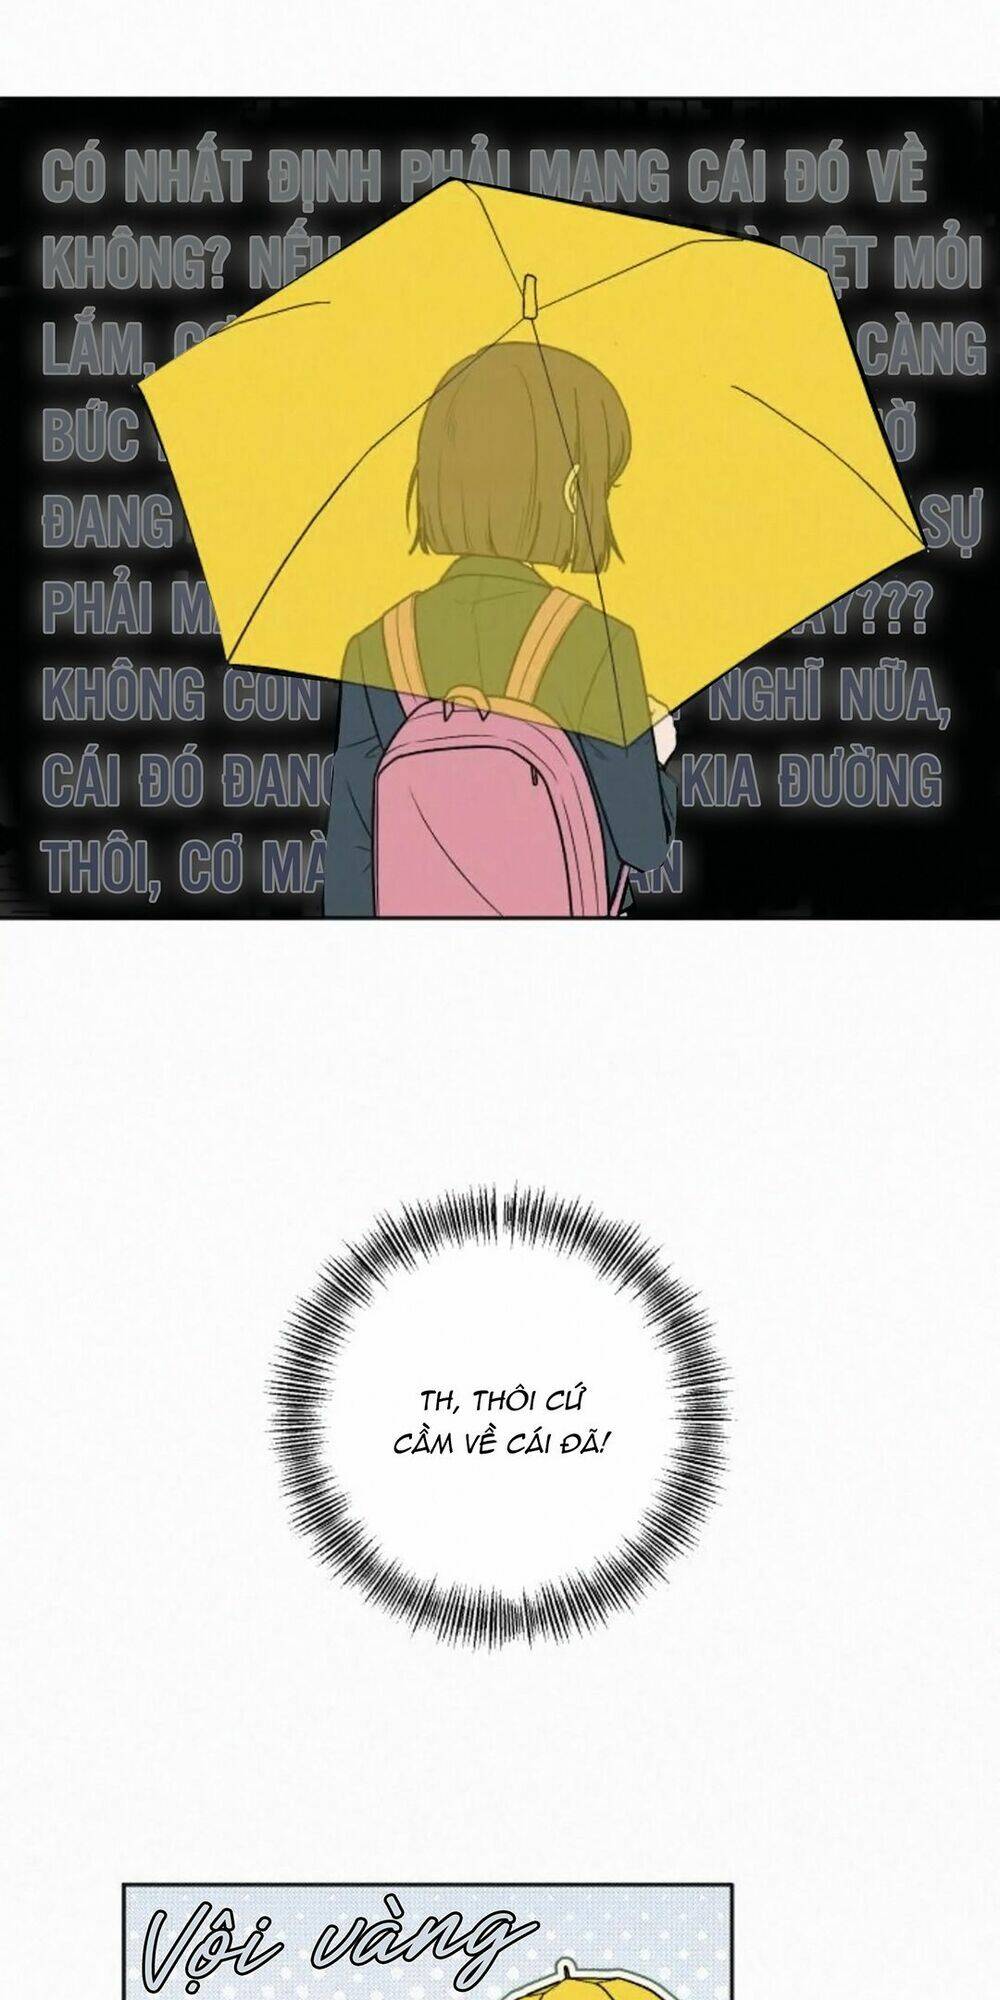 CÓ NHẤT ĐỊNH PHẢI MANG CÁI ĐÓ VỀ
KHÔNG? NẾU MỆT MỎI
LẮM, CÀNG
BỨC
ĐANG SỰ
PHẢI ???
KHÔNG CON NGHĨ NỮA,
CÁI ĐÓ ĐANG KIA ĐƯỜNG
THÔI, CƠ MÀ
TH, THÔI CỨ
CẦM VỀ CÁI ĐÃ!
Vội vàng